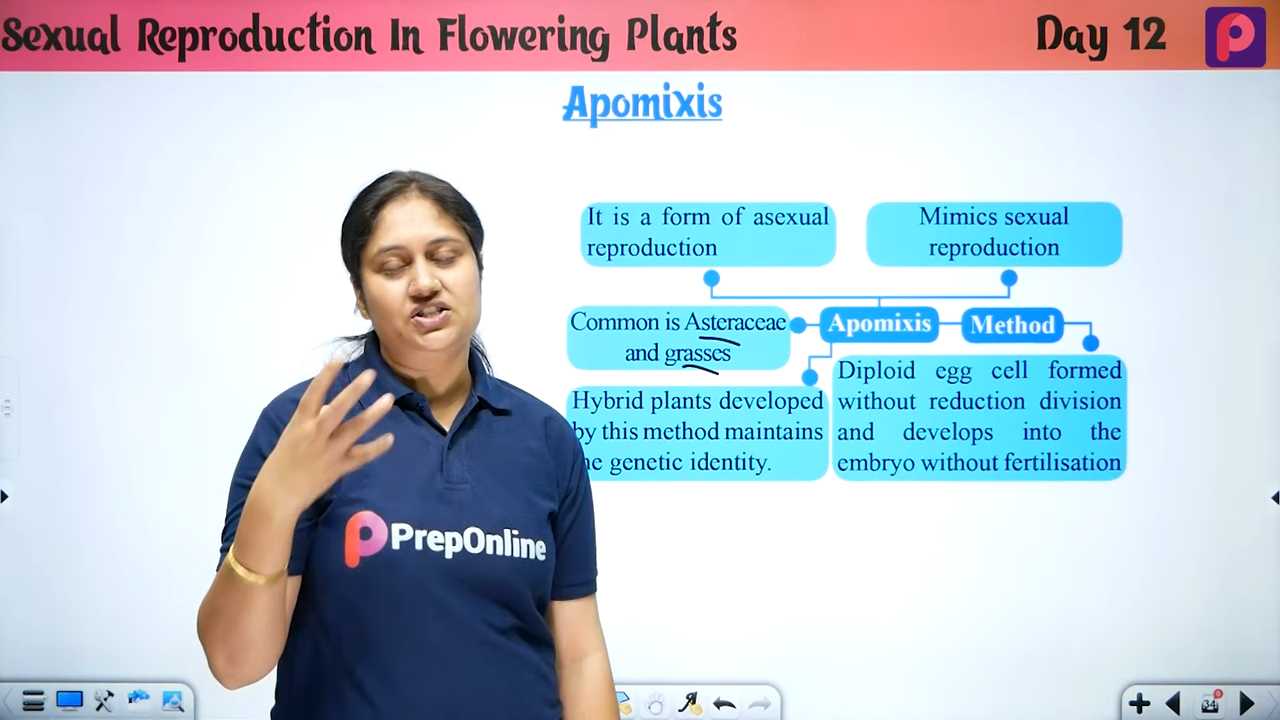 Sexual Reproduction In Flowering Plants
Day 12
Apomixis
It is a form of asexual
reproduction
Mimics sexual
reproduction
Common is Asteraceae
and grasses
Apomixis
Method
Hybrid plants developed
by this method maintains
genetic identity.
Diploid egg cell formed
without reduction division
and develops into the
embryo without fertilisation
PrepOnline
34